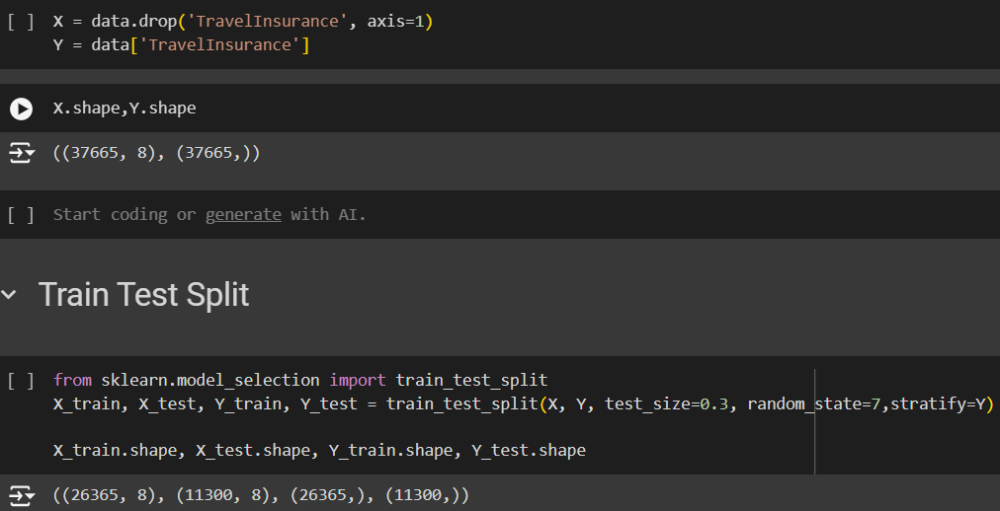 [ ] X = data.drop('TravelInsurance', axis=1)
Y = data['TravelInsurance']
X.shape,Y.shape
((37665, 8), (37665,))
[ ] Start coding or generate with AI.
Train Test Split
[ ] from sklearn.model_selection import train_test_split
X_train, X_test, Y_train, Y_test = train_test_split(X, Y, test_size=0.3, random_state=7,stratify=Y)
X_train.shape, X_test.shape, Y_train.shape, Y_test.shape
((26365, 8), (11300, 8), (26365,), (11300,))